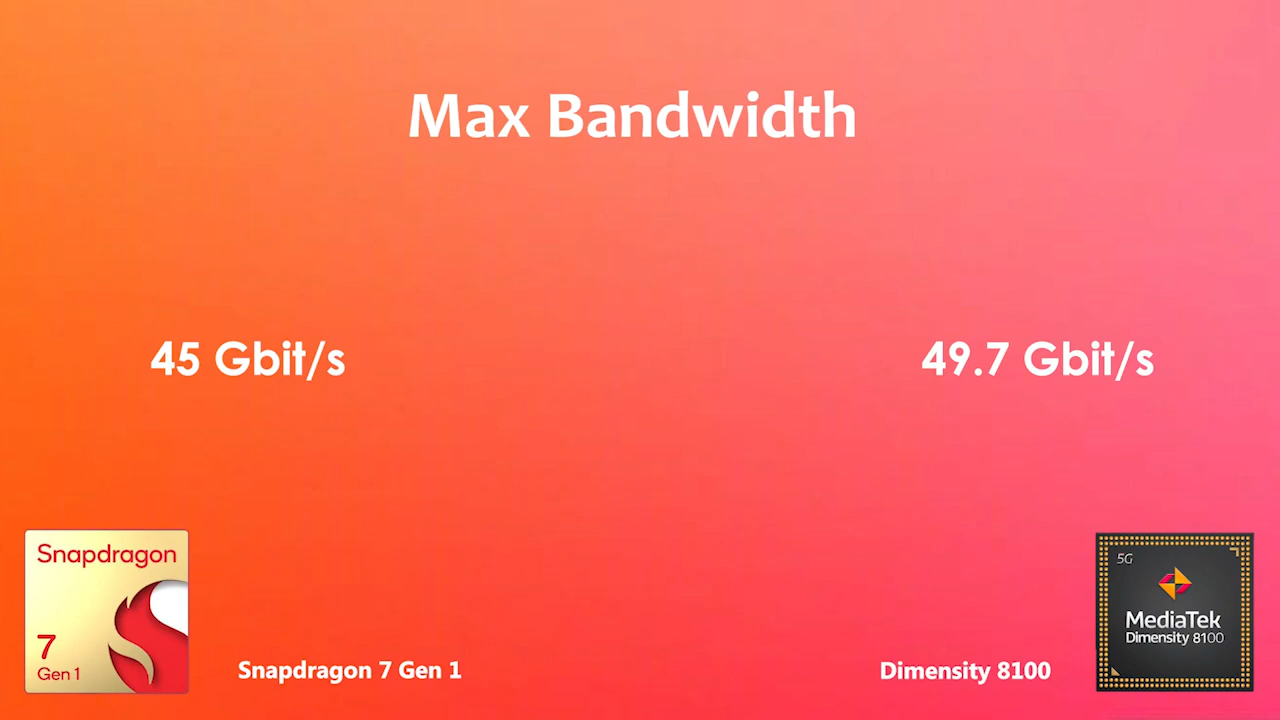 Max Bandwidth
45 Gbit/s
49.7 Gbit/s
Snapdragon
7
Gen 1
Snapdragon 7 Gen 1
Dimensity 8100
5G
MediaTek
Dimensity 8100